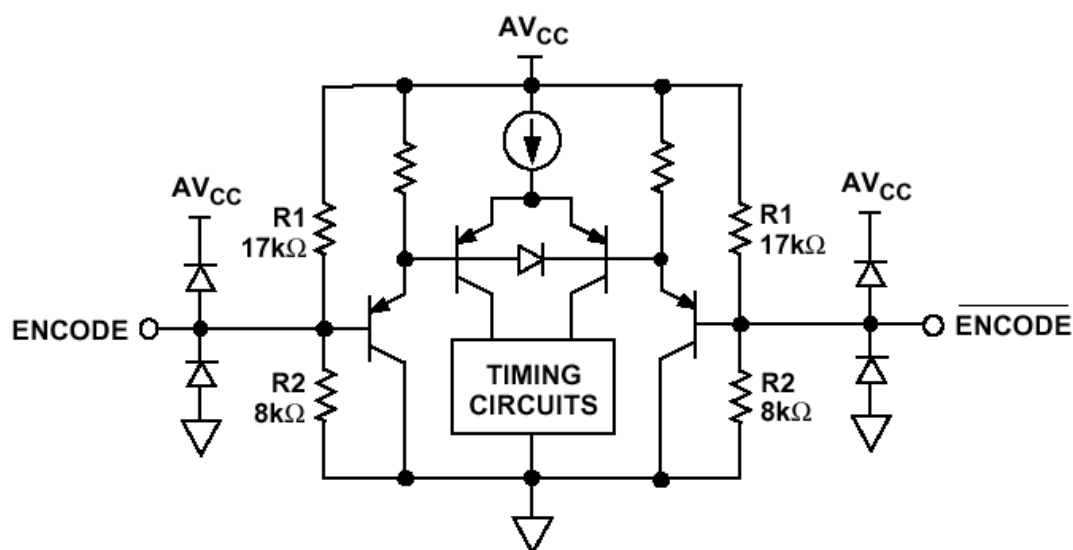 AVCC
AVCC
R1
17kΩ
R1
17kΩ
AVCC
ENCODE
ENCODE
R2
8kΩ
TIMING
CIRCUITS
R2
8kΩ